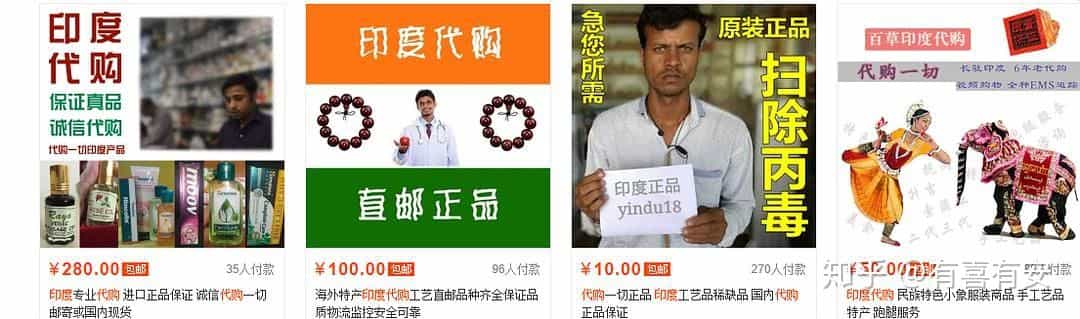 印度
代购
保证真品
诚信代购
代购一切印度产品
moov
¥280.00 包邮 35人付款
印度专业代购 进口正品保证 诚信代购一切
邮寄或国内现货
印度代购
直邮正品
¥100.00 包邮 96人付款
海外特产印度代购工艺直邮品种齐全保证品
质物流监控安全可靠
急您所需
原装正品
扫除丙毒
印度正品
yindu18
¥10.00 包邮 270人付款
代购一切正品 印度工艺品稀缺品 国内代购
正品保证
百草印度代购
代购一切
长驻印度 6年老代购
视频购物 全程EMS追踪
二代三代
知乎 @有喜有安
印度代购 民族特色小象服装商品 手工艺品
特产 跑腿服务